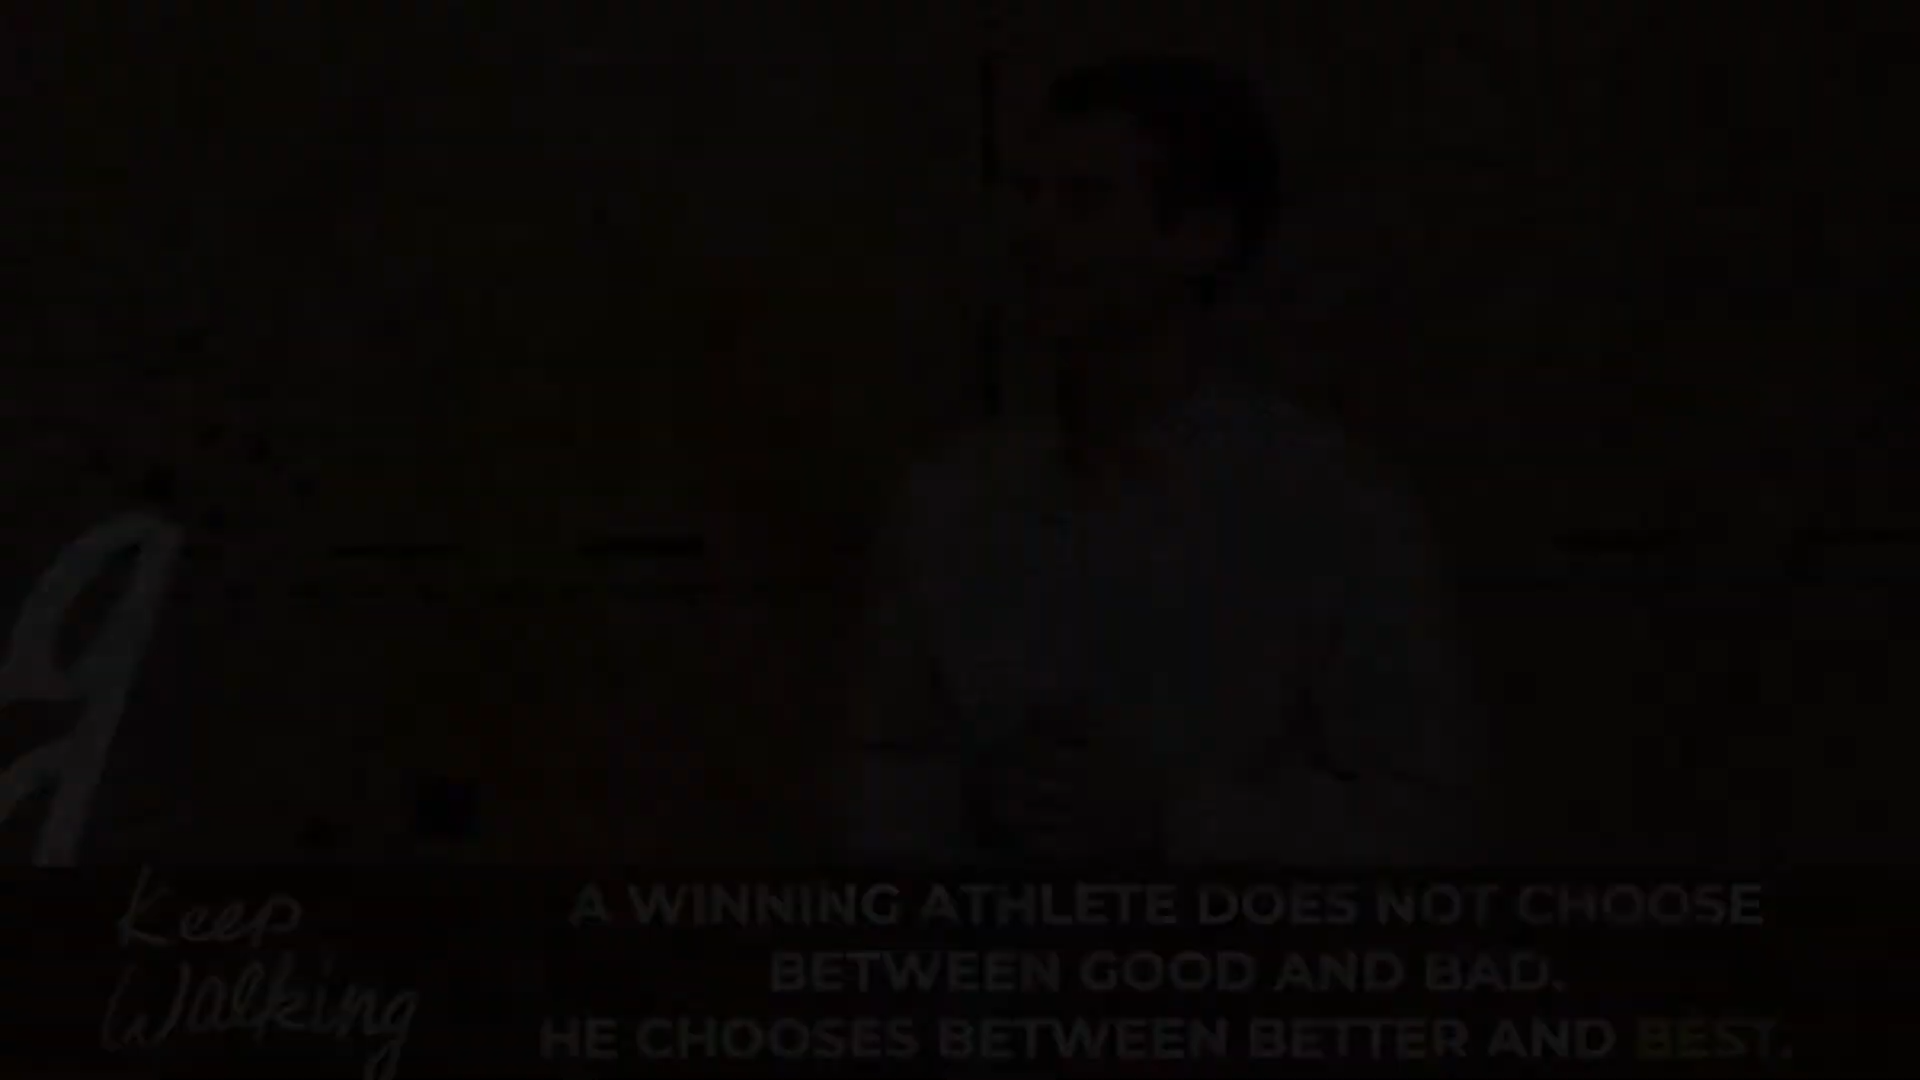 Keep
Walking
A WINNING ATHLETE DOES NOT CHOOSE
BETWEEN GOOD AND BAD.
HE CHOOSES BETWEEN BETTER AND BEST.